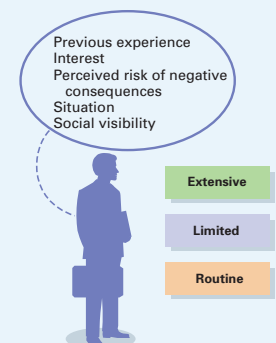 Previous experience
Interest
Perceived risk of negative
consequences
Situation
Social visibility
Extensive
Limited
Routine